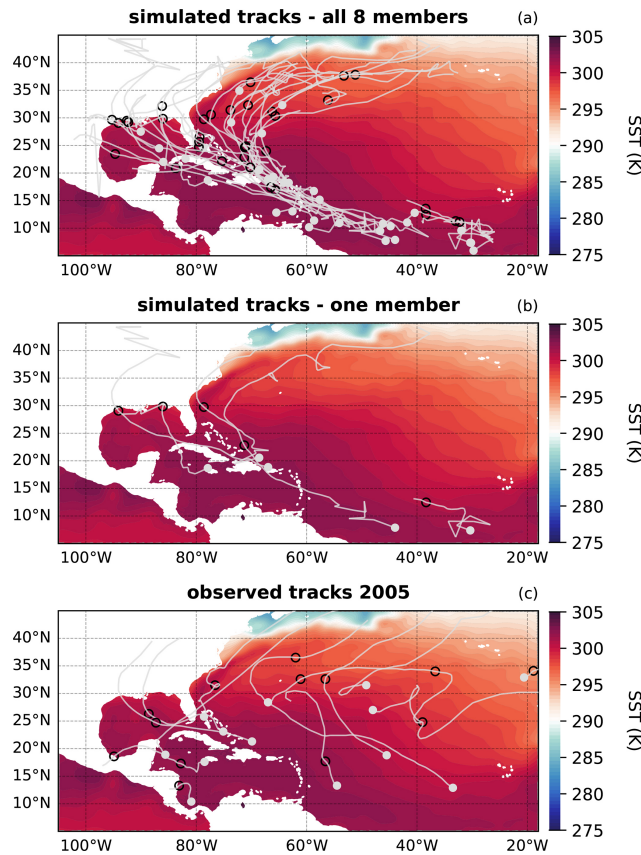 simulated tracks - all 8 members (a)
45°N
40°N
35°N
30°N
25°N
20°N
15°N
10°N
100°W 80°W 60°W 40°W 20°W
305
300
295
290
285
280
275
SST (K)
simulated tracks - one member (b)
40°N
35°N
30°N
25°N
20°N
15°N
10°N
100°W 80°W 60°W 40°W 20°W
305
300
295
290
285
280
275
SST (K)
observed tracks 2005 (c)
40°N
35°N
30°N
25°N
20°N
15°N
10°N
100°W 80°W 60°W 40°W 20°W
305
300
295
290
285
280
275
SST (K)